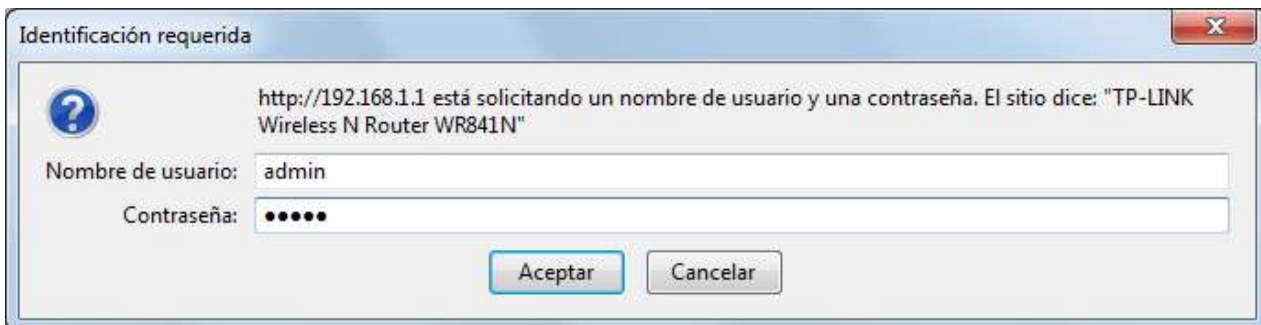 Identificación requerida
http://192.168.1.1 está solicitando un nombre de usuario y una contraseña. El sitio dice: "TP-LINK
Wireless N Router WR841N"
Nombre de usuario: admin
Contraseña: •••••
Aceptar Cancelar